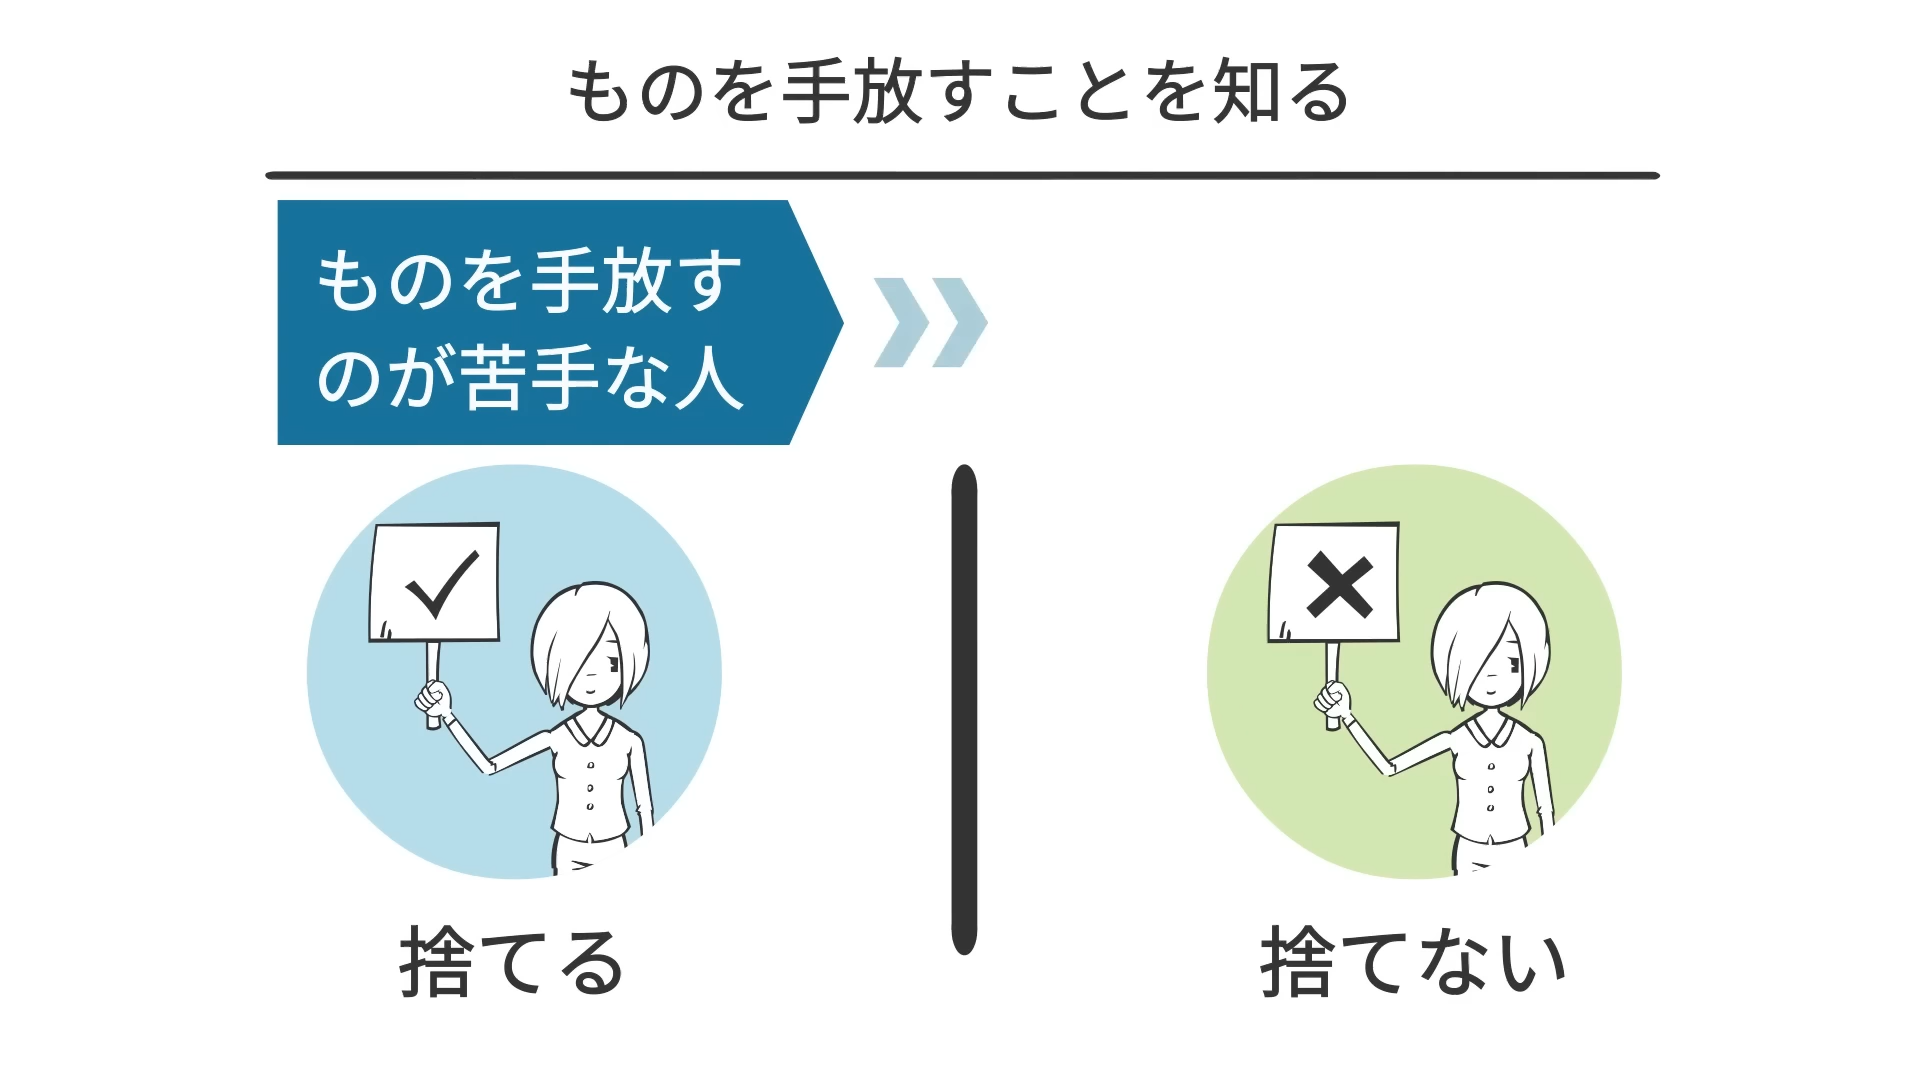 ものを手放すことを知る
ものを手放す
のが苦手な人
捨てる
捨てない